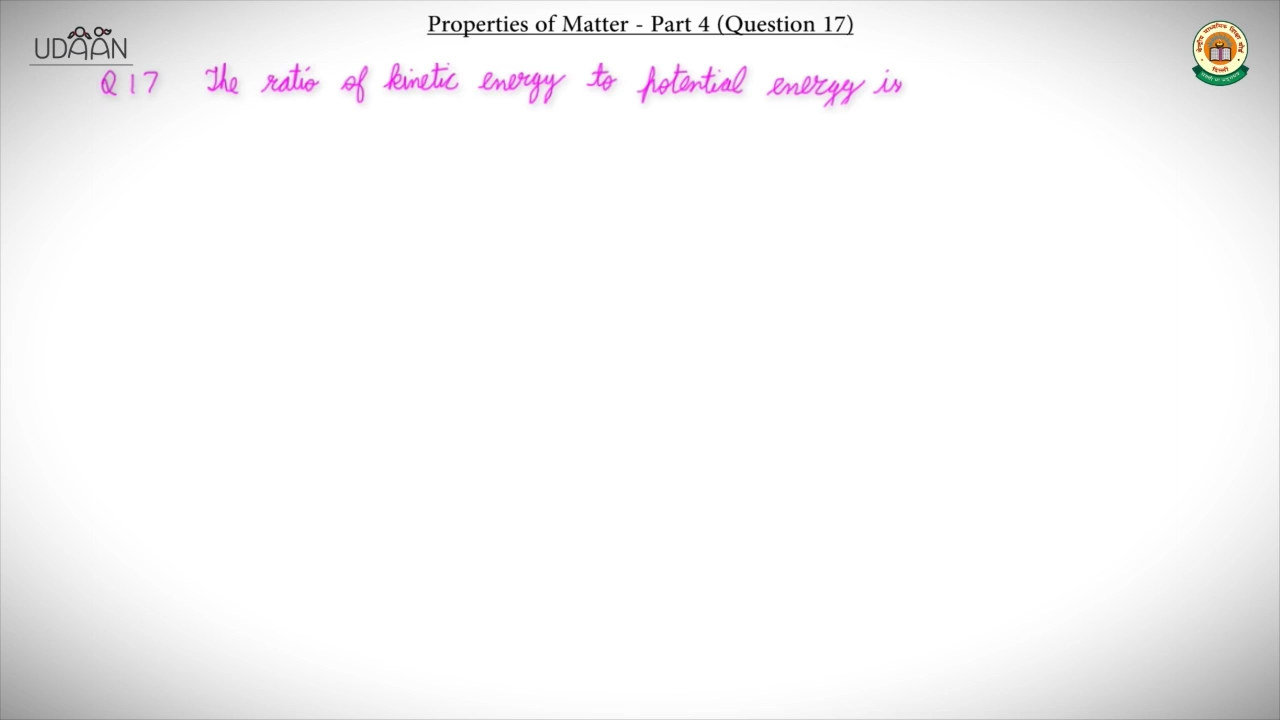 Properties of Matter - Part 4 (Question 17)
UDAAN
Q 17 The ratio of kinetic energy to potential energy is